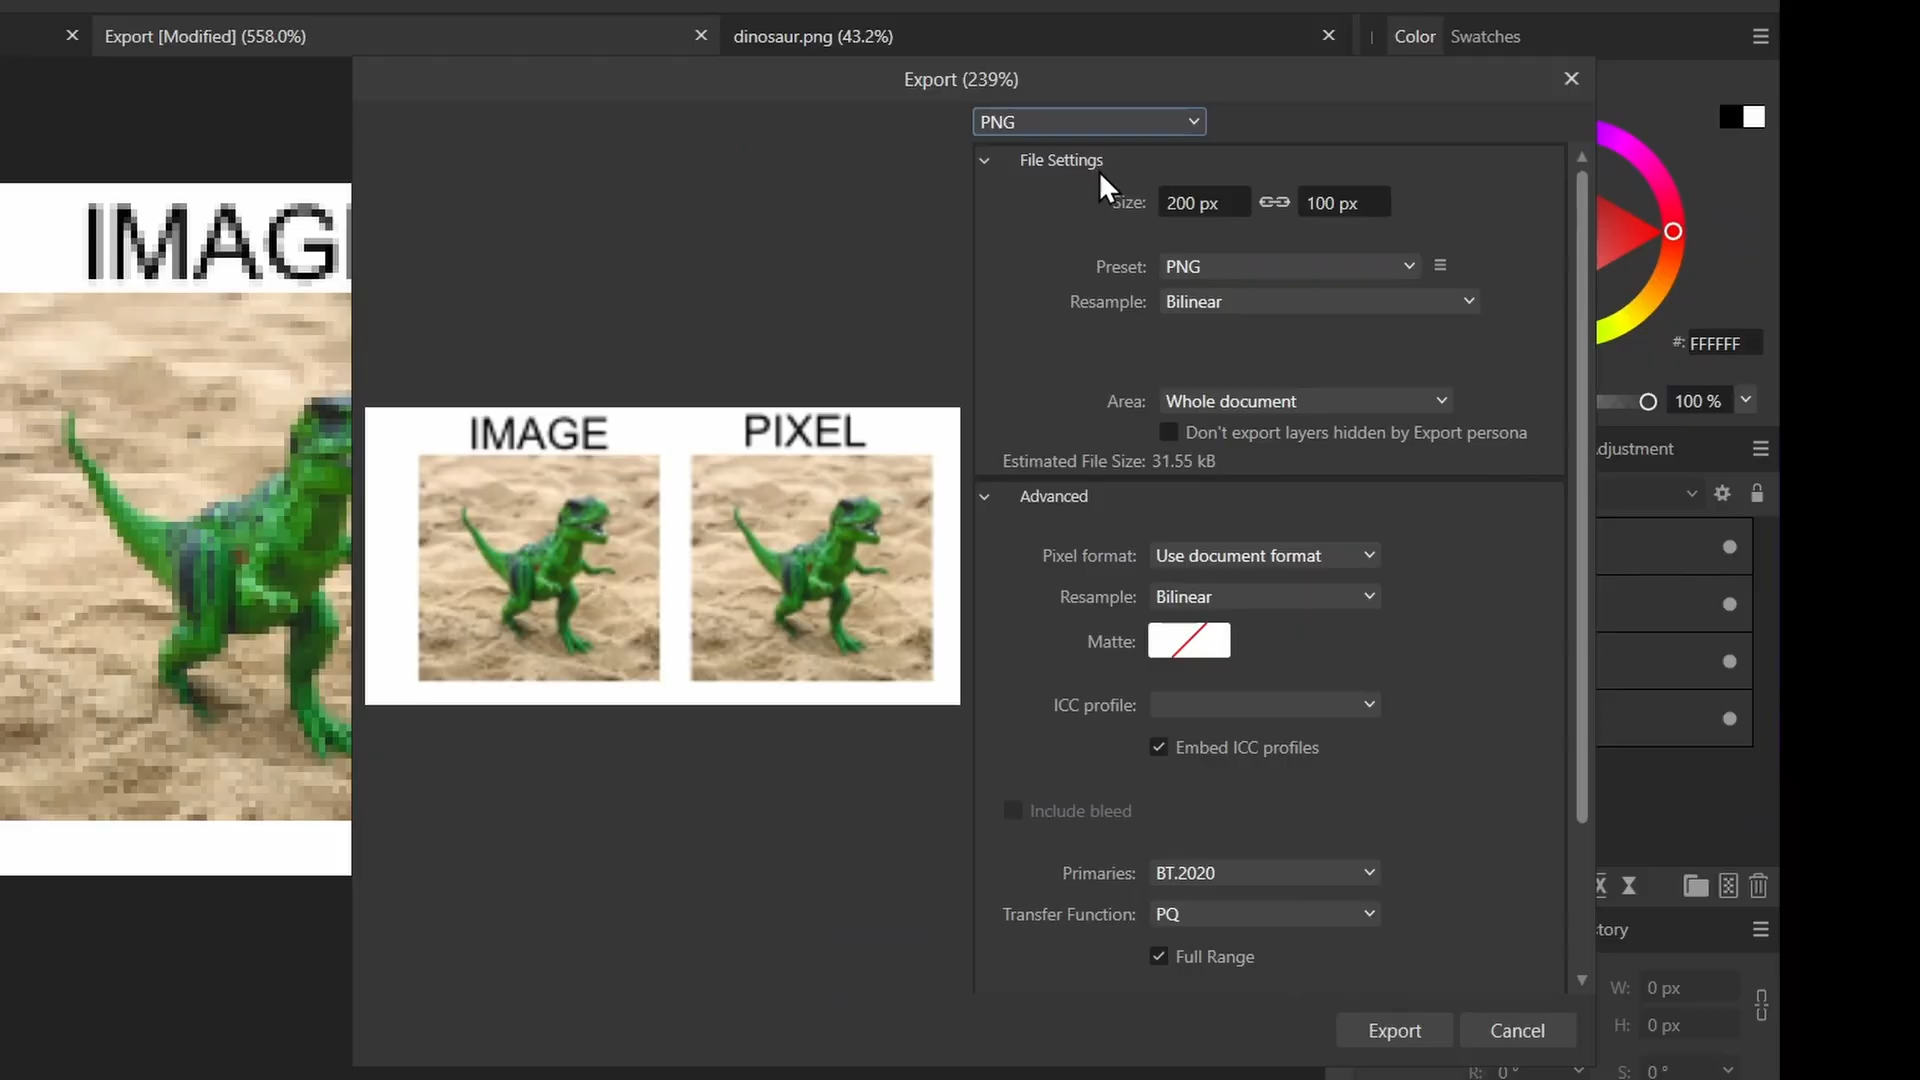 Export [Modified] (558.0%)
dinosaur.png (43.2%)
Color
Swatches
Export (239%)
PNG
File Settings
Size:
200 px
100 px
Preset:
PNG
Resample:
Bilinear
#:
FFFFFF
Area:
Whole document
100 %
Don't export layers hidden by Export persona
Estimated File Size: 31.55 kB
djustment
Advanced
Pixel format:
Use document format
Resample:
Bilinear
Matte:
ICC profile:
Embed ICC profiles
Include bleed
Primaries:
BT.2020
Transfer Function:
PQ
Full Range
story
W:
0 px
H:
0 px
Export
Cancel
R:
0 °
S:
0 °
IMAG
IMAGE
PIXEL